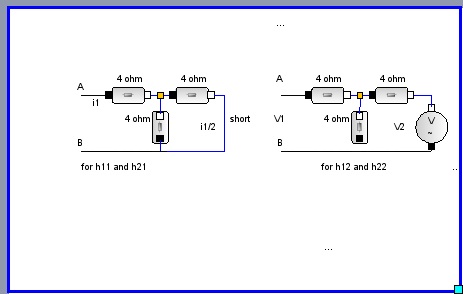 ...
4 ohm 4 ohm 4 ohm 4 ohm
A A
i1
4 ohm i1/2 short V1 4 ohm V2 V
~
B B
for h11 and h21 for h12 and h22 ...
...